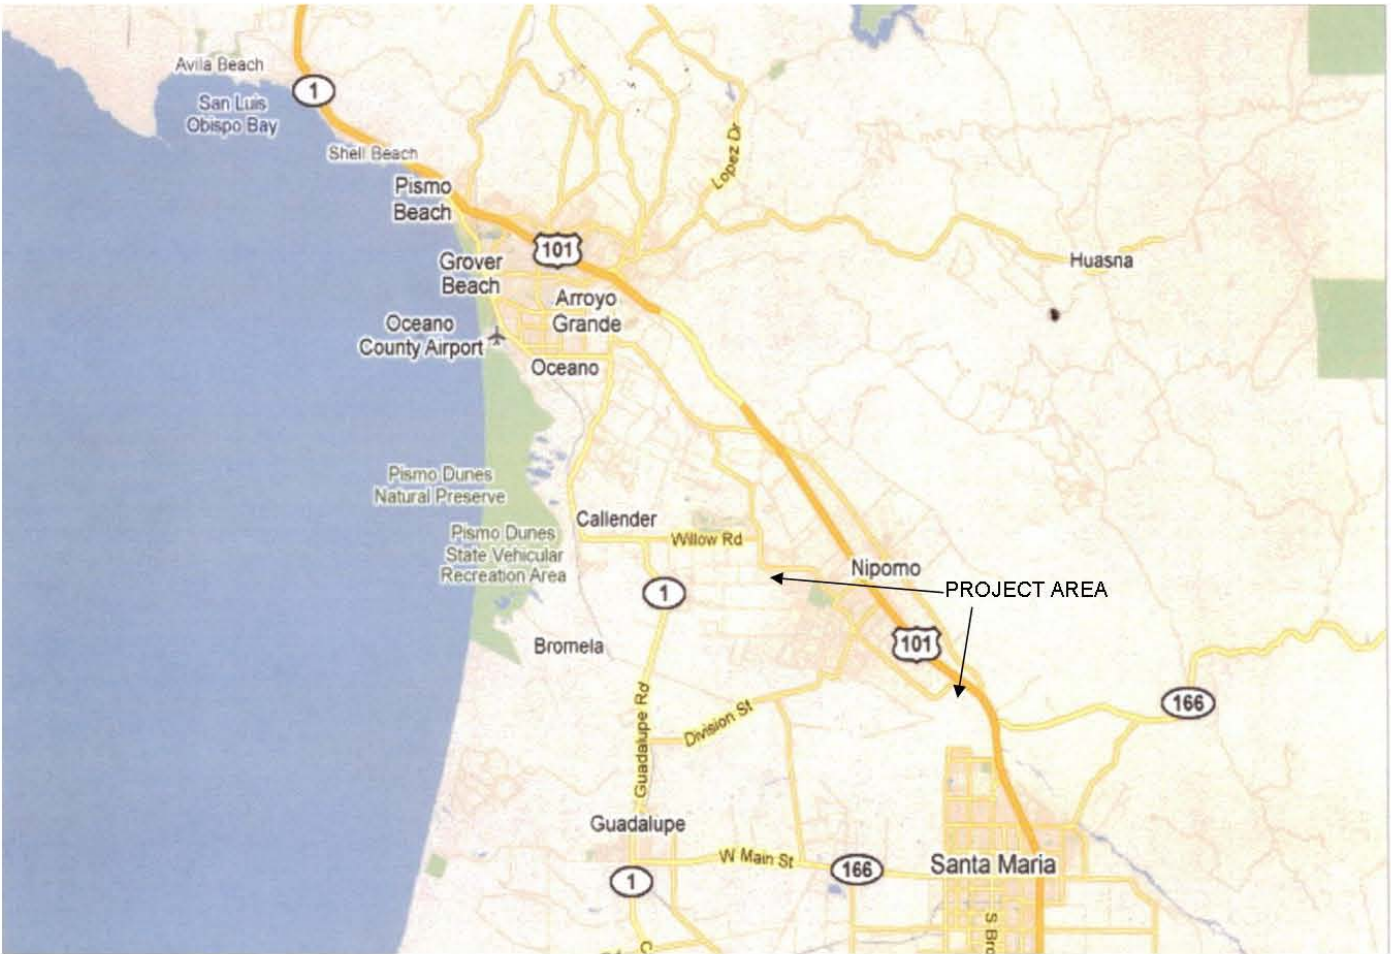 Avila Beach
1
San Luis
Obispo Bay
Shell Beach
Lopez Dr
Pismo
Beach
101
Grover
Beach
Huasna
Arroyo
Grande
Oceano
County Airport
Oceano
Pismo Dunes
Natural Preserve
Callender
Pismo Dunes
State Vehicular
Recreation Area
Willow Rd
Nipomo
PROJECT AREA
1
101
Bromela
166
Guadalupe Rd
Division St
Guadalupe
W Main St
166
Santa Maria
1
S Bro
C